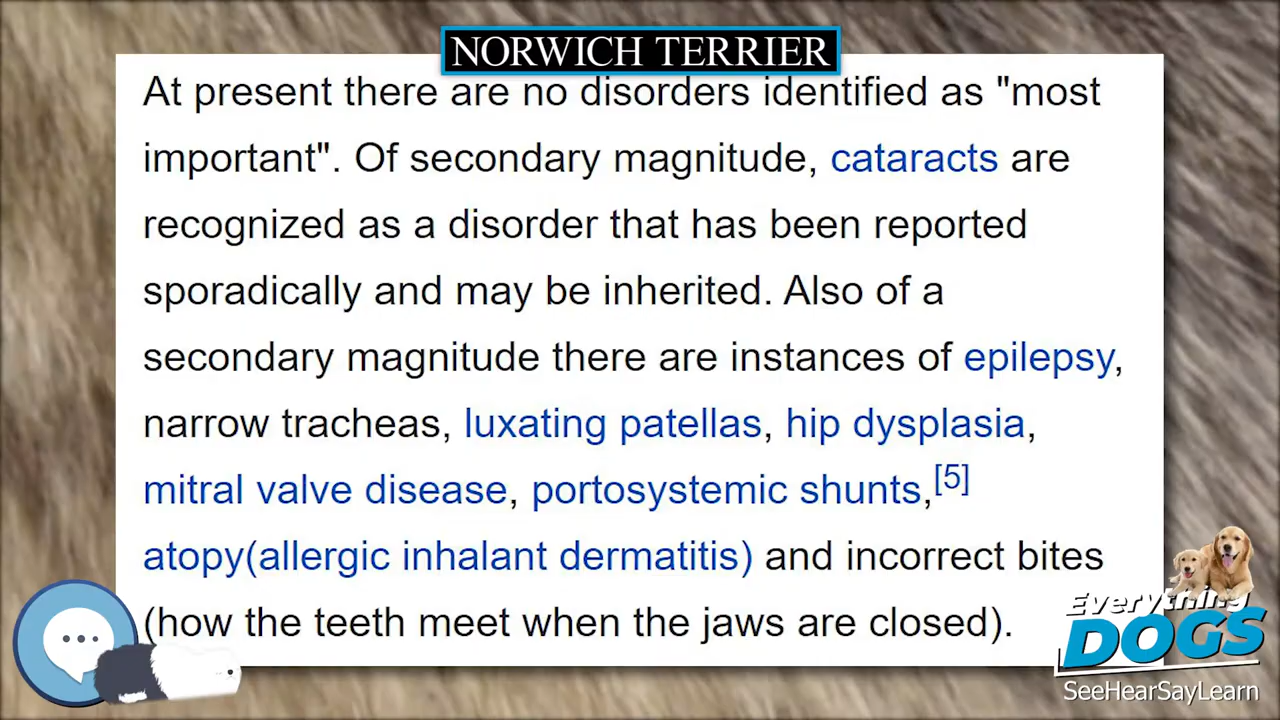 NORWICH TERRIER
At present there are no disorders identified as "most
important". Of secondary magnitude, cataracts are
recognized as a disorder that has been reported
sporadically and may be inherited. Also of a
secondary magnitude there are instances of epilepsy,
narrow tracheas, luxating patellas, hip dysplasia,
mitral valve disease, portosystemic shunts,[5]
atopy(allergic inhalant dermatitis) and incorrect bites
(how the teeth meet when the jaws are closed).
Everything
DOGS
SeeHearSayLearn